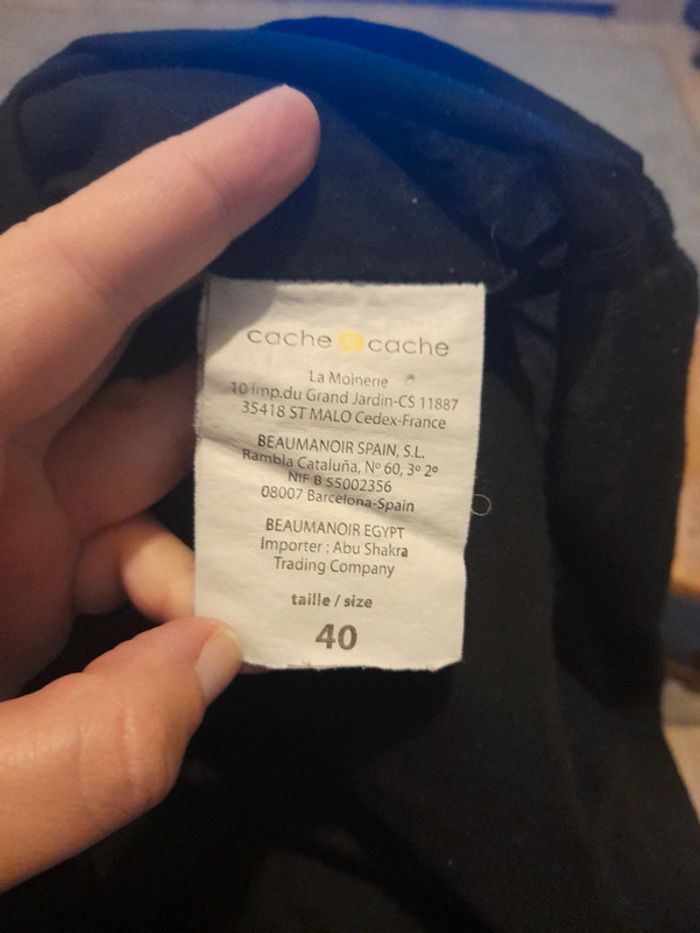 cache & cache
La Moinerie
10 imp.du Grand Jardin-CS 11887
35418 ST MALO Cedex-France
BEAUMANOIR SPAIN, S.L.
Rambla Cataluña, Nº 60, 3º 2º
NIF B 55002356
08007 Barcelona-Spain
BEAUMANOIR EGYPT
Importer : Abu Shakra
Trading Company
taille / size
40